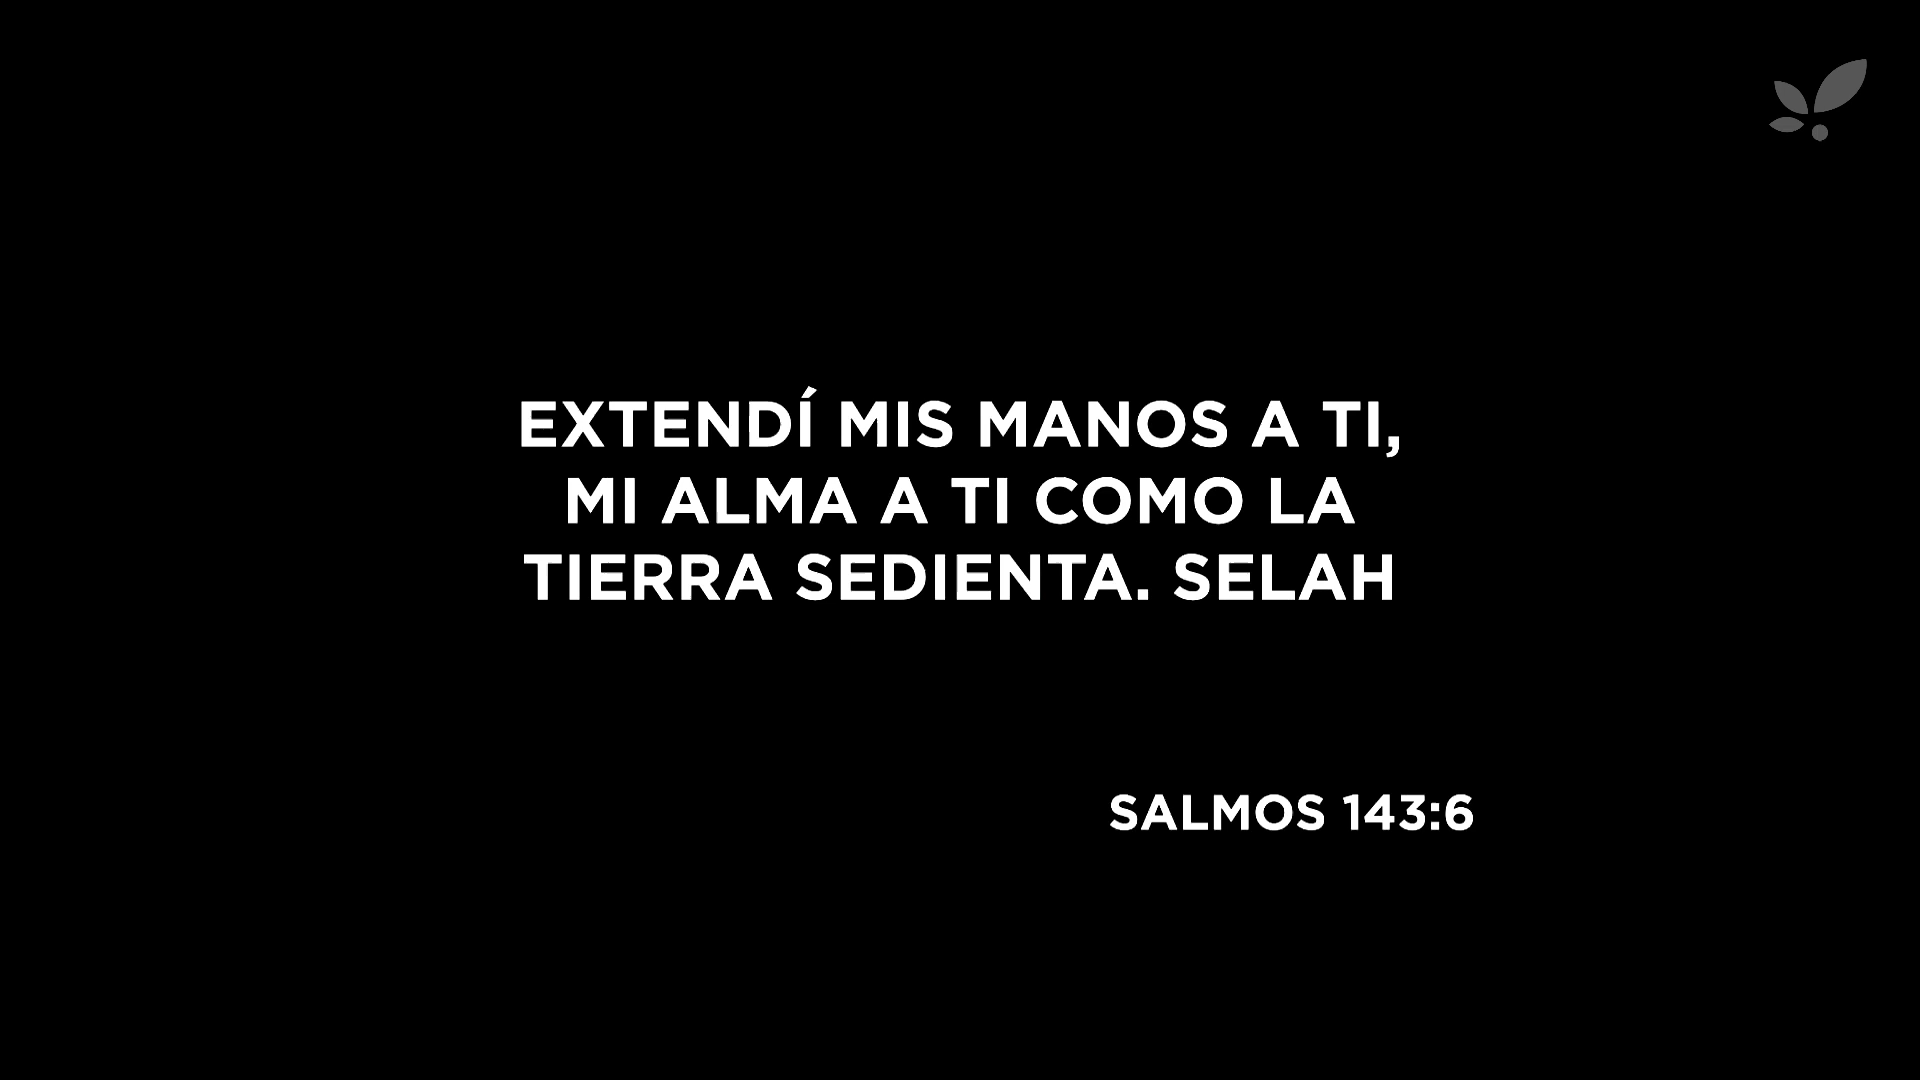 EXTENDÍ MIS MANOS A TI,
MI ALMA A TI COMO LA
TIERRA SEDIENTA. SELAH
SALMOS 143:6